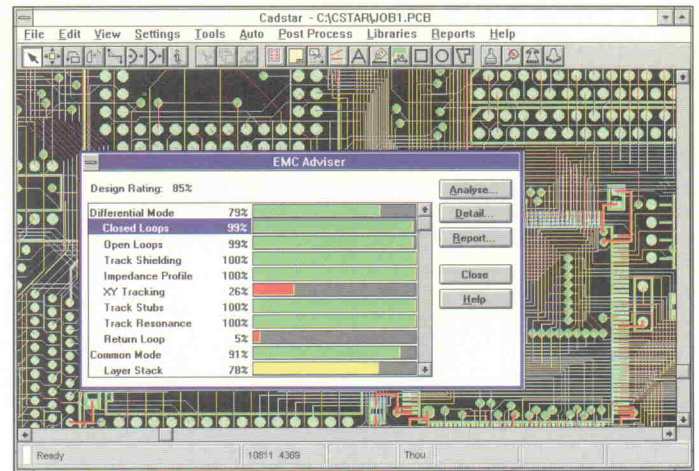 Cadstar - C:\CSTAR\JOB1.PCB
File Edit View Settings Tools Auto Post Process Libraries Reports Help
EMC Adviser
Design Rating: 85%
Analyse...
Differential Mode 79%
Detail...
Closed Loops 99%
Open Loops 99%
Report...
Track Shielding 100%
Impedance Profile 100%
Close
XY Tracking 26%
Help
Track Stubs 100%
Track Resonance 100%
Return Loop 5%
Common Mode 91%
Layer Stack 78%
Ready 10811 4369 Thou